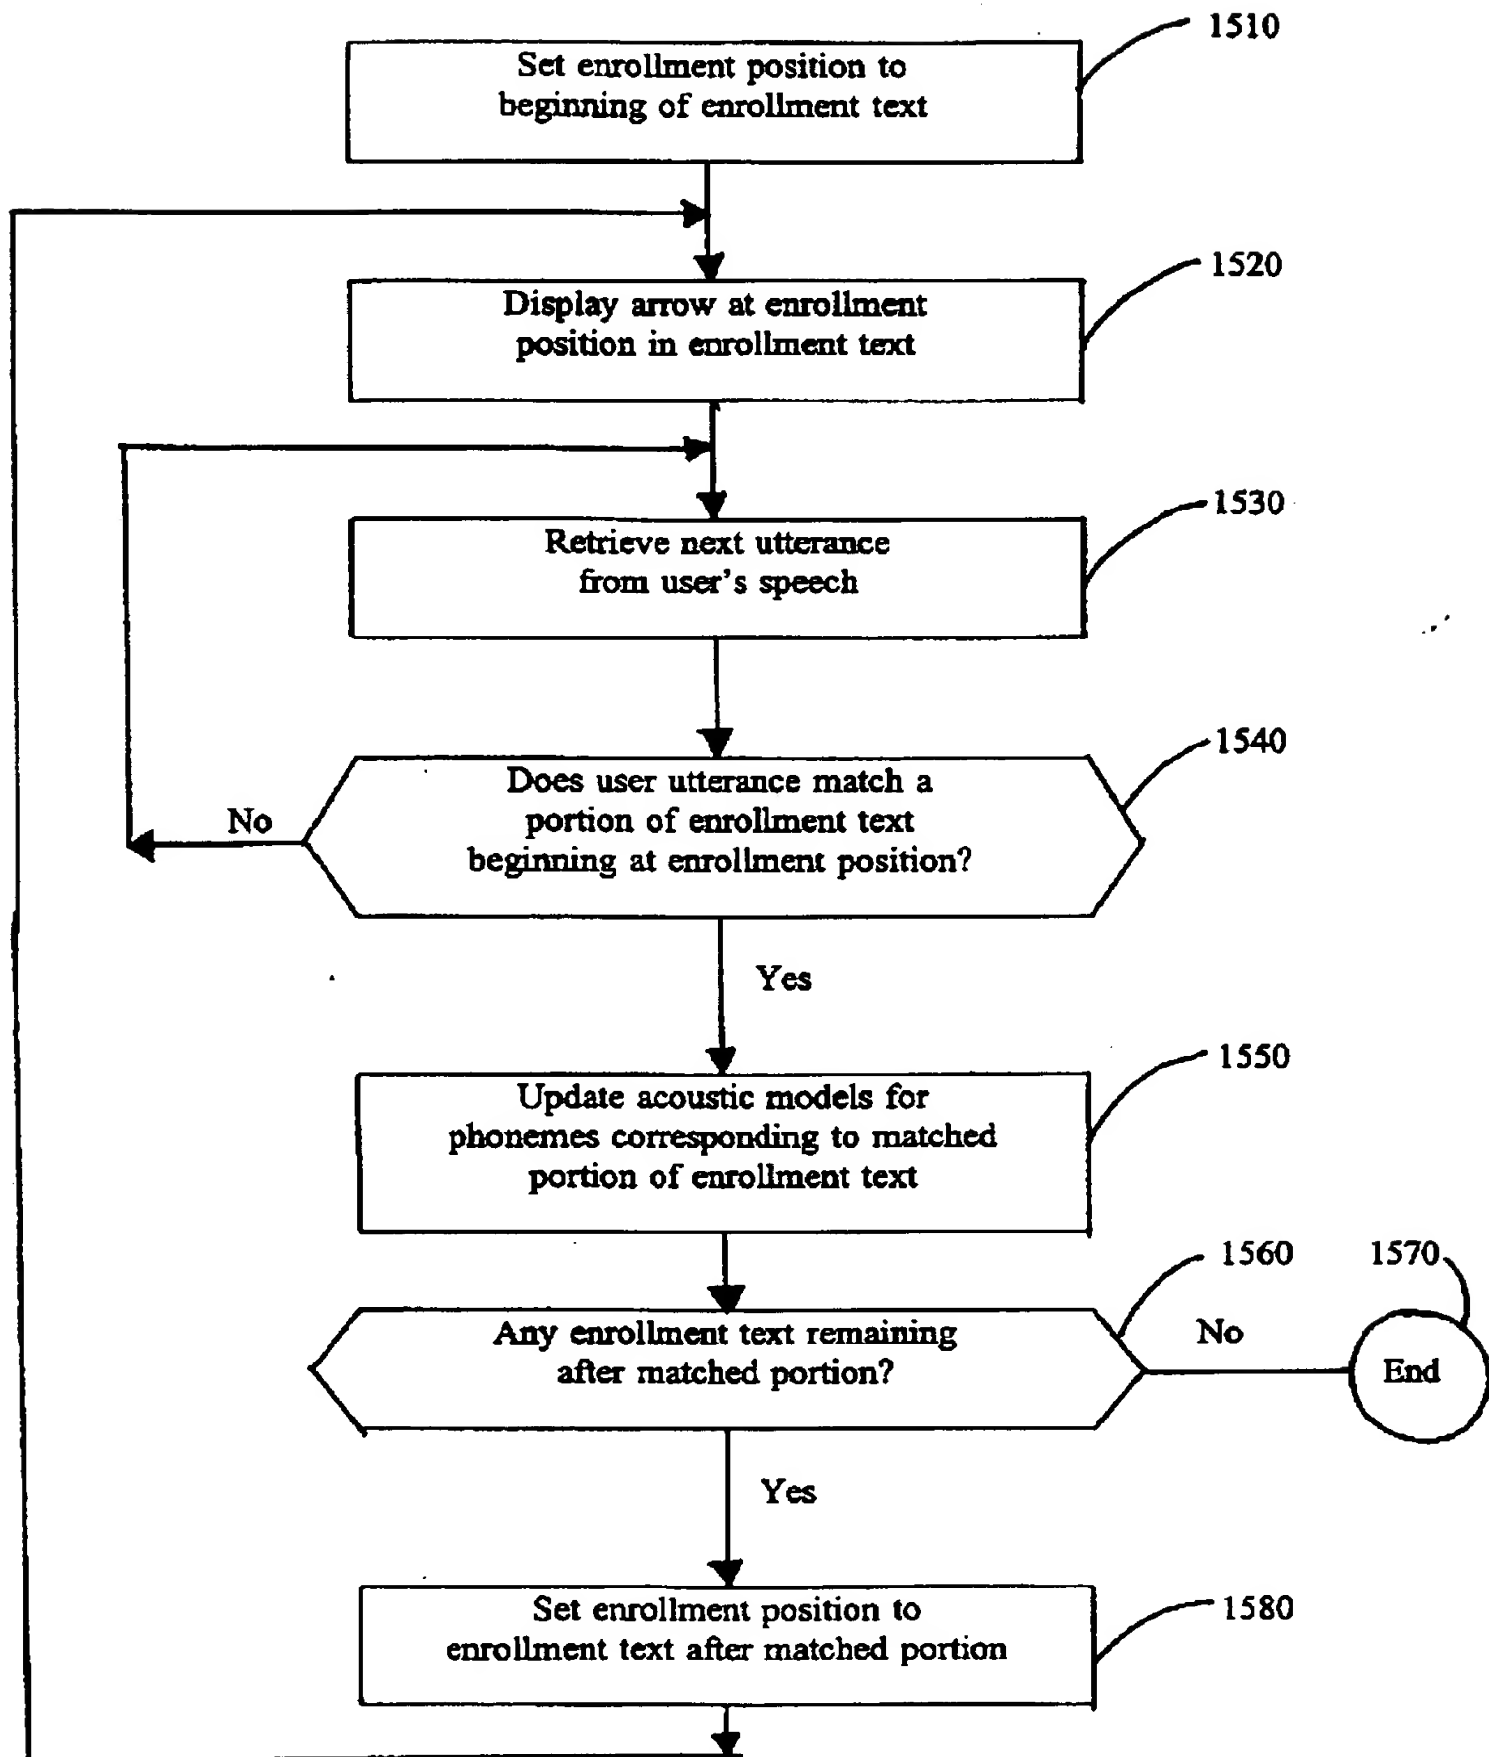 1510
Set enrollment position to
beginning of enrollment text
1520
Display arrow at enrollment
position in enrollment text
1530
Retrieve next utterance
from user's speech
1540
Does user utterance match a
portion of enrollment text
beginning at enrollment position?
No
Yes
1550
Update acoustic models for
phonemes corresponding to matched
portion of enrollment text
1560
1570
Any enrollment text remaining
after matched portion?
No
End
Yes
1580
Set enrollment position to
enrollment text after matched portion